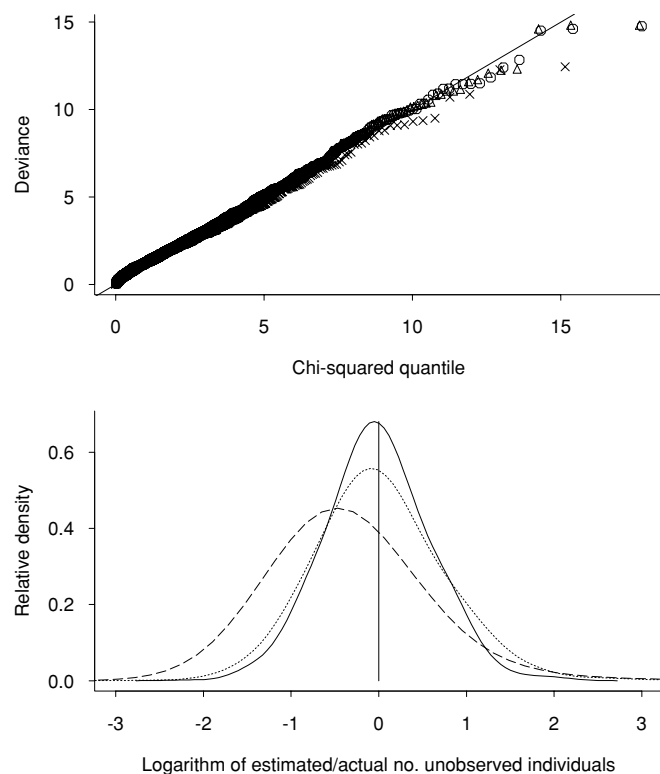 15
10
5
0
Deviance
0 5 10 15
Chi-squared quantile
0.6
0.4
0.2
0.0
Relative density
-3 -2 -1 0 1 2 3
Logarithm of estimated/actual no. unobserved individuals